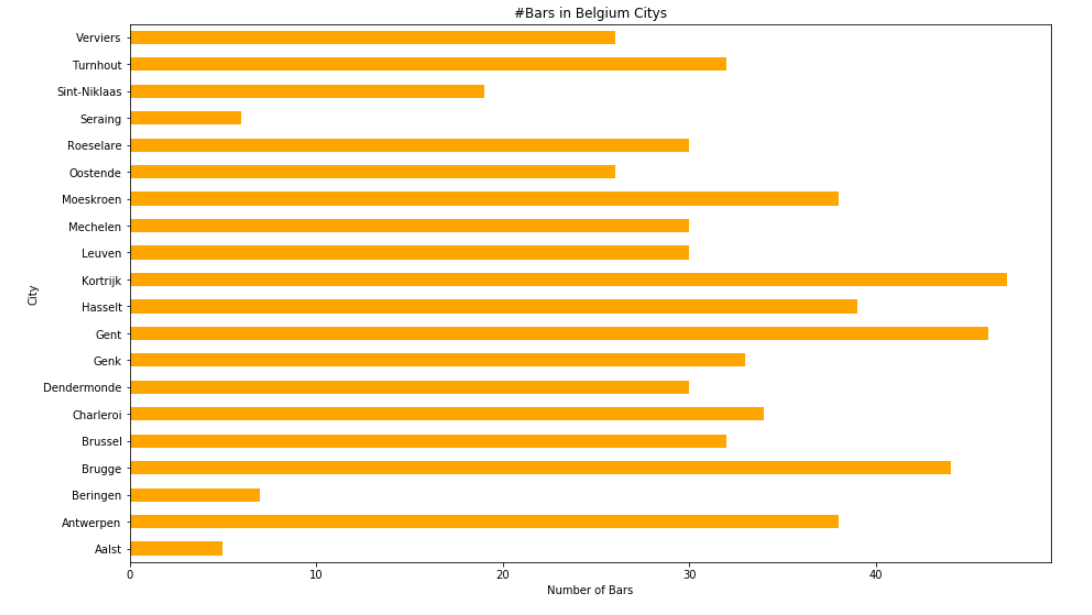 #Bars in Belgium Citys
Verviers
Turnhout
Sint-Niklaas
Seraing
Roeselare
Oostende
Moeskroen
Mechelen
Leuven
Kortrijk
City
Hasselt
Gent
Genk
Dendermonde
Charleroi
Brussel
Brugge
Beringen
Antwerpen
Aalst
0 10 20 30 40
Number of Bars